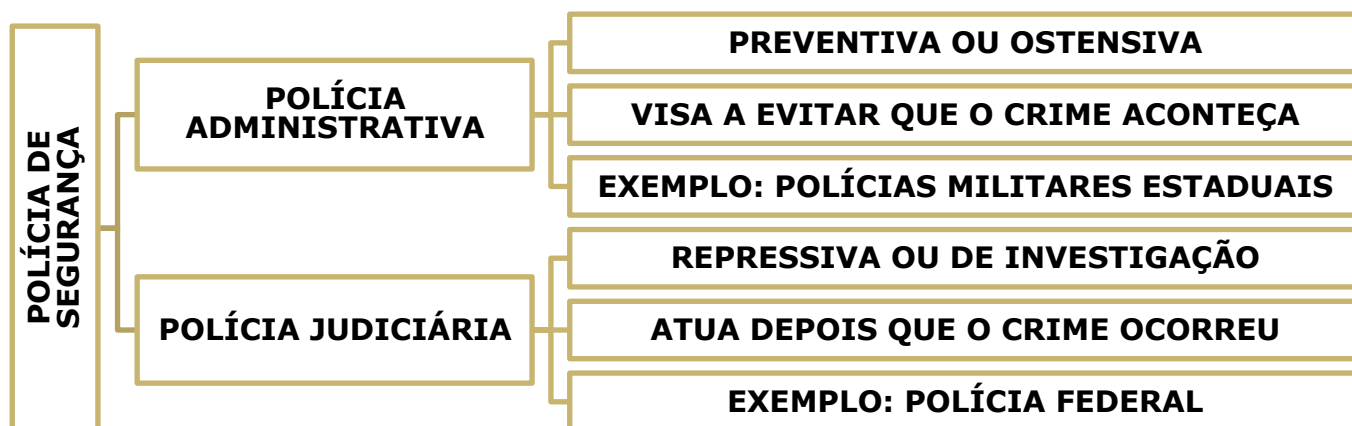 POLÍCIA DE
SEGURANÇA
POLÍCIA
ADMINISTRATIVA
PREVENTIVA OU OSTENSIVA
VISA A EVITAR QUE O CRIME ACONTEÇA
EXEMPLO: POLÍCIAS MILITARES ESTADUAIS
POLÍCIA JUDICIÁRIA
REPRESSIVA OU DE INVESTIGAÇÃO
ATUA DEPOIS QUE O CRIME OCORREU
EXEMPLO: POLÍCIA FEDERAL